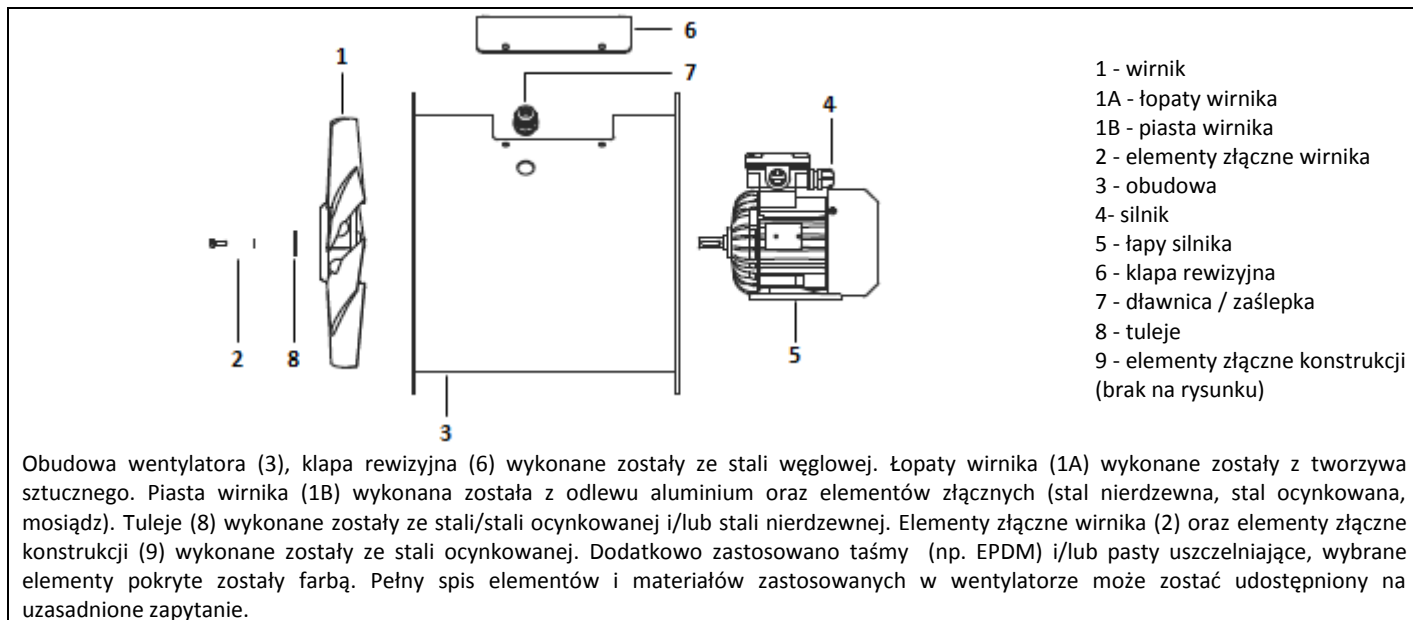 6
1
7
4
2
8
5
3
1 - wirnik
1A - łopaty wirnika
1B - piasta wirnika
2 - elementy złączne wirnika
3 - obudowa
4- silnik
5 - łapy silnika
6 - klapa rewizyjna
7 - dławnica / zaślepka
8 - tuleje
9 - elementy złączne konstrukcji
(brak na rysunku)
Obudowa wentylatora (3), klapa rewizyjna (6) wykonane zostały ze stali węglowej. Łopaty wirnika (1A) wykonane zostały z tworzywa
sztucznego. Piasta wirnika (1B) wykonana została z odlewu aluminium oraz elementów złącznych (stal nierdzewna, stal ocynkowana,
mosiądz). Tuleje (8) wykonane zostały ze stali/stali ocynkowanej i/lub stali nierdzewnej. Elementy złączne wirnika (2) oraz elementy złączne
konstrukcji (9) wykonane zostały ze stali ocynkowanej. Dodatkowo zastosowano taśmy (np. EPDM) i/lub pasty uszczelniające, wybrane
elementy pokryte zostały farbą. Pełny spis elementów i materiałów zastosowanych w wentylatorze może zostać udostępniony na
uzasadnione zapytanie.